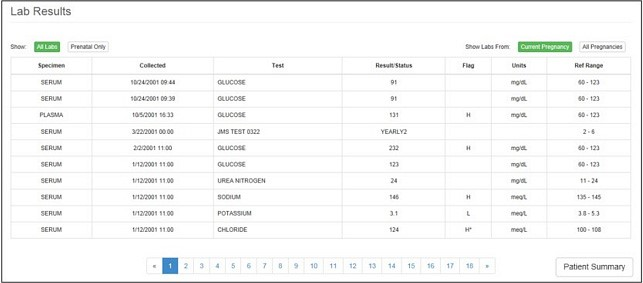 Lab Results
Show: All Labs Prenatal Only Show Labs From: Current Pregnancy All Pregnancies
Specimen Collected Test Result/Status Flag Units Ref Range
SERUM 10/24/2001 09:44 GLUCOSE 91 mg/dL 60 - 123
SERUM 10/24/2001 09:39 GLUCOSE 91 mg/dL 60 - 123
PLASMA 10/5/2001 16:33 GLUCOSE 131 H mg/dL 60 - 123
SERUM 3/22/2001 00:00 JMS TEST 0322 YEARLY2 2 - 6
SERUM 2/2/2001 11:00 GLUCOSE 232 H mg/dL 60 - 123
SERUM 1/12/2001 11:00 GLUCOSE 123 mg/dL 60 - 123
SERUM 1/12/2001 11:00 UREA NITROGEN 24 mg/dL 11 - 24
SERUM 1/12/2001 11:00 SODIUM 146 H meq/L 135 - 145
SERUM 1/12/2001 11:00 POTASSIUM 3.1 L meq/L 3.8 - 5.3
SERUM 1/12/2001 11:00 CHLORIDE 124 H* meq/L 100 - 108
« 1 2 3 4 5 6 7 8 9 10 11 12 13 14 15 16 17 18 » Patient Summary